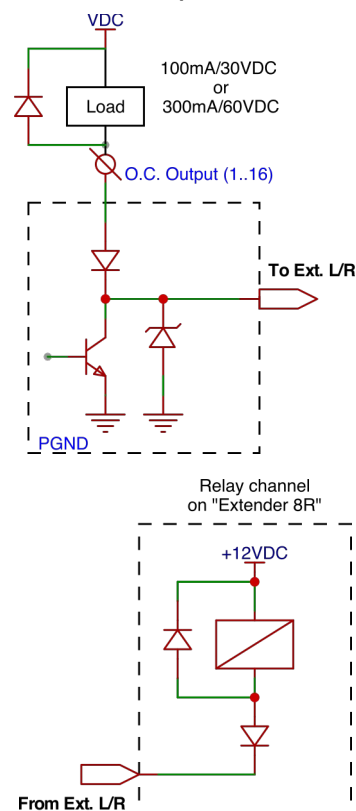 VDC
100mA/30VDC
or
300mA/60VDC
Load
O.C. Output (1..16)
To Ext. L/R
PGND
Relay channel
on "Extender 8R"
+12VDC
From Ext. L/R